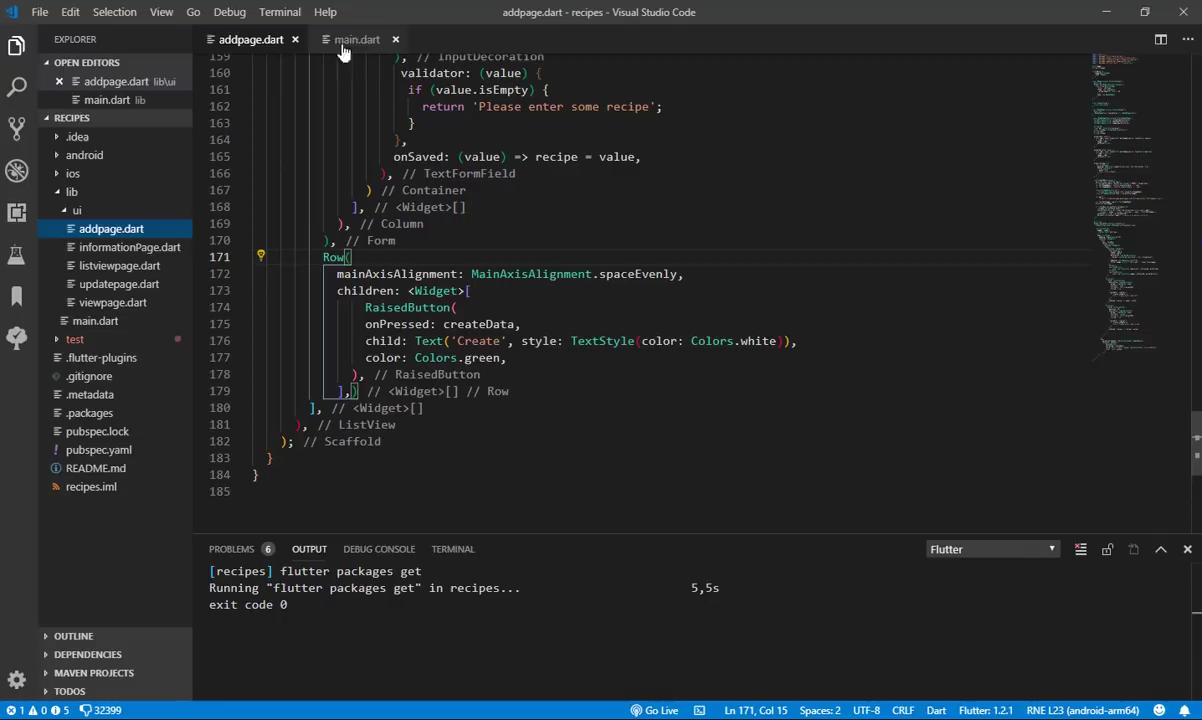 File Edit Selection View Go Debug Terminal Help
addpage.dart - recipes - Visual Studio Code
EXPLORER
addpage.dart
main.dart
OPEN EDITORS
addpage.dart lib\ui
main.dart lib
RECIPES
.idea
android
ios
lib
ui
addpage.dart
informationPage.dart
listviewpage.dart
updatepage.dart
viewpage.dart
main.dart
test
.flutter-plugins
.gitignore
.metadata
.packages
pubspec.lock
pubspec.yaml
README.md
recipes.iml
OUTLINE
DEPENDENCIES
MAVEN PROJECTS
TODOS
159 ), // InputDecoration
160 validator: (value) {
161 if (value.isEmpty) {
162 return 'Please enter some recipe';
163 }
164 },
165 onSaved: (value) => recipe = value,
166 ), // TextFormField
167 ) // Container
168 ], // <Widget>[]
169 ), // Column
170 ), // Form
171 Row(
172 mainAxisAlignment: MainAxisAlignment.spaceEvenly,
173 children: <Widget>[
174 RaisedButton(
175 onPressed: createData,
176 child: Text('Create', style: TextStyle(color: Colors.white)),
177 color: Colors.green,
178 ), // RaisedButton
179 ],) // <Widget>[] // Row
180 ], // <Widget>[]
181 ), // ListView
182 ); // Scaffold
183 }
184 }
185
PROBLEMS 6 OUTPUT DEBUG CONSOLE TERMINAL
Flutter
[recipes] flutter packages get
Running "flutter packages get" in recipes... 5,5s
exit code 0
1 0 5 32399
Go Live
Ln 171, Col 15 Spaces: 2 UTF-8 CRLF Dart Flutter: 1.2.1 RNE L23 (android-arm64)